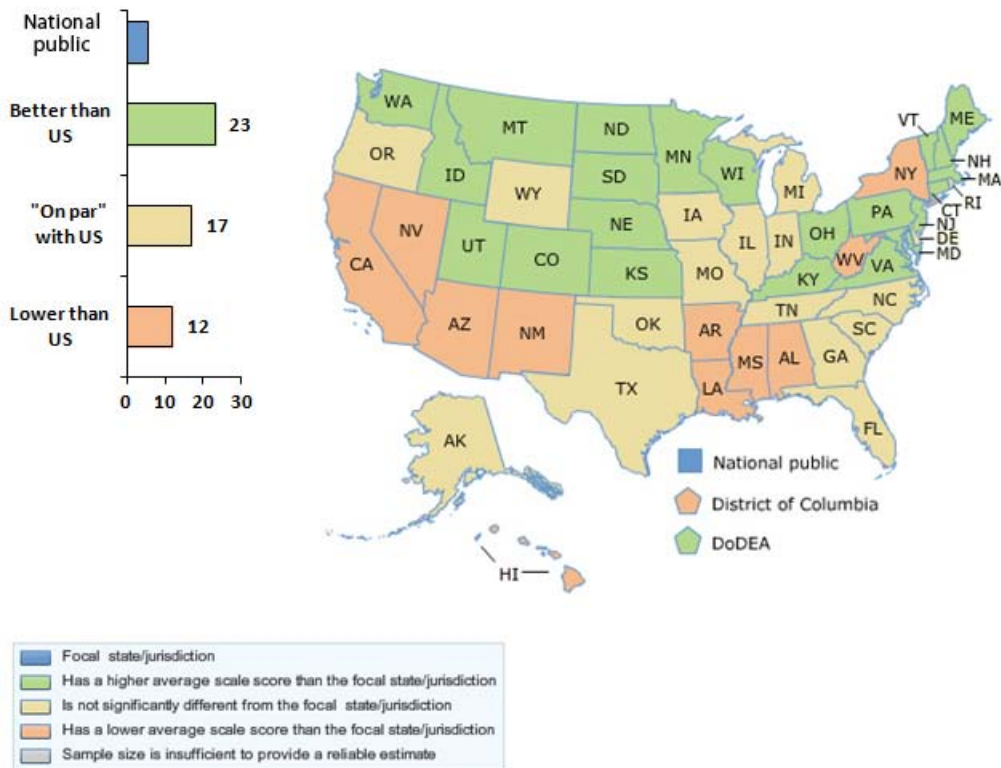 National
public
Better than
US
23
"On par"
with US
17
Lower than
US
12
0 10 20 30
WA
OR
CA
NV
ID
MT
WY
UT
AZ
CO
NM
ND
SD
NE
KS
OK
TX
MN
IA
MO
AR
LA
WI
IL
MI
IN
OH
KY
TN
MS
AL
GA
FL
SC
NC
VA
WV
PA
NY
VT
ME
NH
MA
RI
CT
NJ
DE
MD
AK
HI
National public
District of Columbia
DoDEA
Focal state/jurisdiction
Has a higher average scale score than the focal state/jurisdiction
Is not significantly different from the focal state/jurisdiction
Has a lower average scale score than the focal state/jurisdiction
Sample size is insufficient to provide a reliable estimate